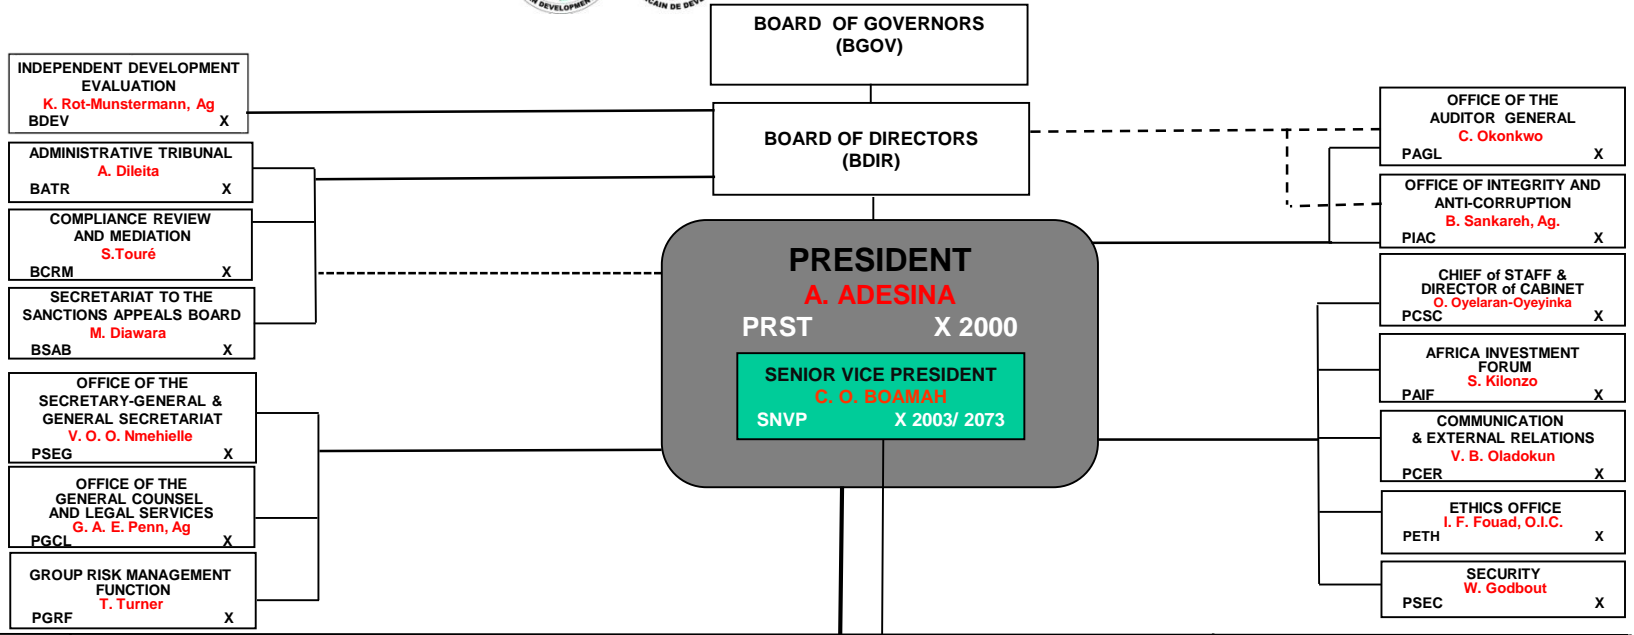 N DEVELOPMENT
CAIN DE DEV
BOARD OF GOVERNORS
(BGOV)
BOARD OF DIRECTORS
(BDIR)
INDEPENDENT DEVELOPMENT
EVALUATION
K. Rot-Munstermann, Ag
BDEV X
ADMINISTRATIVE TRIBUNAL
A. Dileita
BATR X
COMPLIANCE REVIEW
AND MEDIATION
S.Touré
BCRM X
SECRETARIAT TO THE
SANCTIONS APPEALS BOARD
M. Diawara
BSAB X
OFFICE OF THE
SECRETARY-GENERAL &
GENERAL SECRETARIAT
V. O. O. Nmehielle
PSEG X
OFFICE OF THE
GENERAL COUNSEL
AND LEGAL SERVICES
G. A. E. Penn, Ag
PGCL X
GROUP RISK MANAGEMENT
FUNCTION
T. Turner
PGRF X
PRESIDENT
A. ADESINA
PRST X 2000
SENIOR VICE PRESIDENT
C. O. BOAMAH
SNVP X 2003/ 2073
OFFICE OF THE
AUDITOR GENERAL
C. Okonkwo
PAGL X
OFFICE OF INTEGRITY AND
ANTI-CORRUPTION
B. Sankareh, Ag.
PIAC X
CHIEF of STAFF &
DIRECTOR of CABINET
O. Oyelaran-Oyeyinka
PCSC X
AFRICA INVESTMENT
FORUM
S. Kilonzo
PAIF X
COMMUNICATION
& EXTERNAL RELATIONS
V. B. Oladokun
PCER X
ETHICS OFFICE
I. F. Fouad, O.I.C.
PETH X
SECURITY
W. Godbout
PSEC X